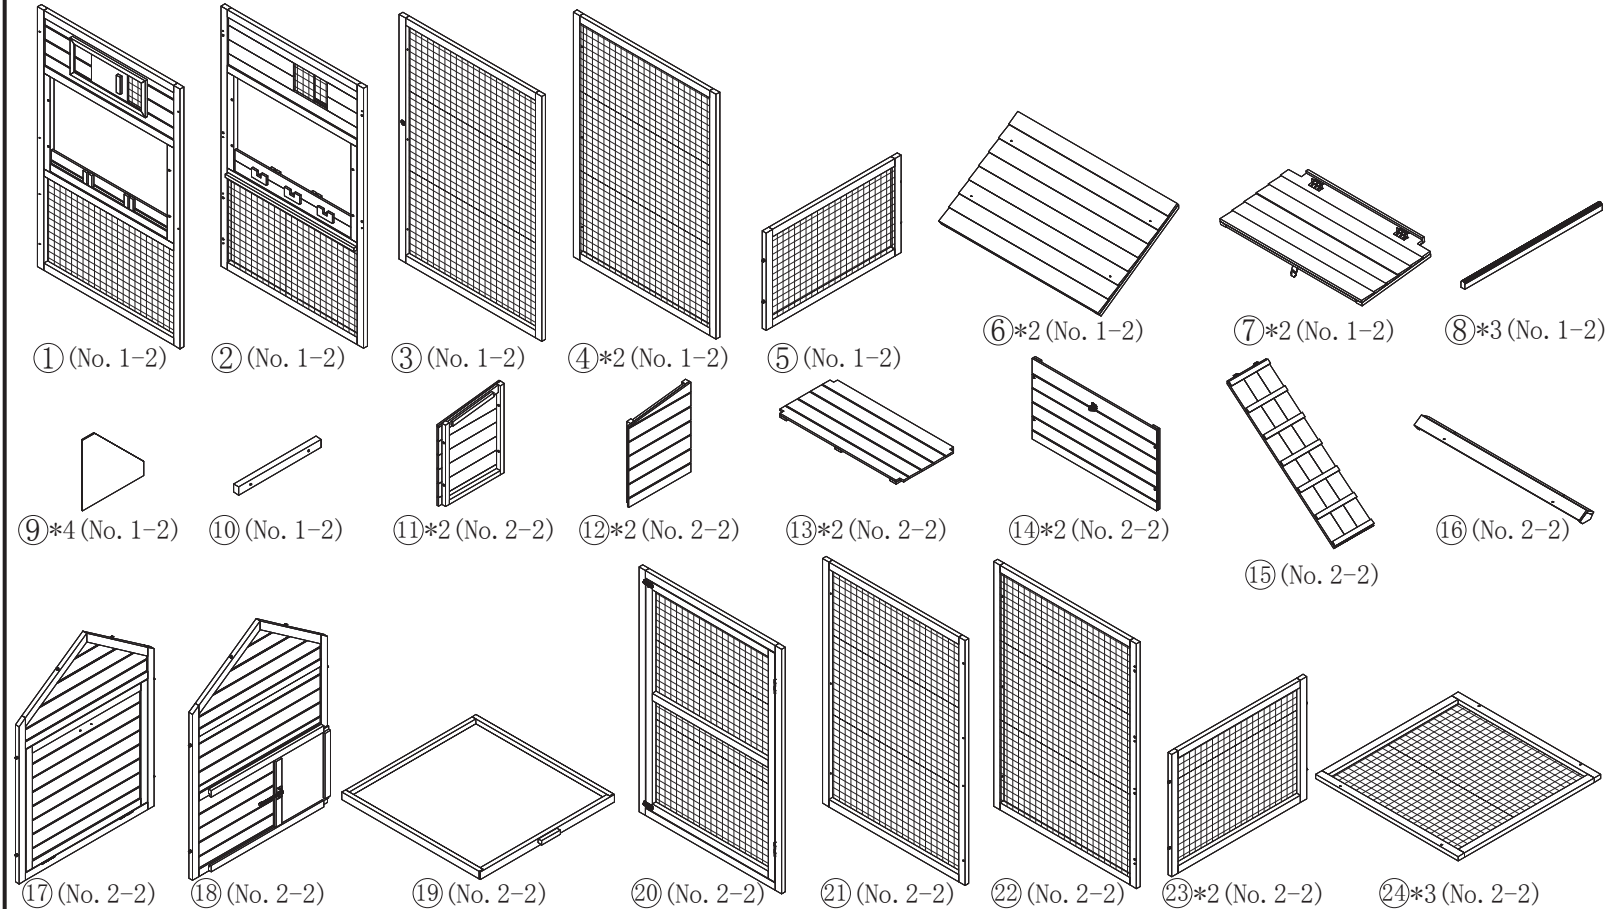 ① (No. 1-2) ② (No. 1-2) ③ (No. 1-2) ④*2 (No. 1-2) ⑤ (No. 1-2) ⑥*2 (No. 1-2) ⑦*2 (No. 1-2) ⑧*3 (No. 1-2)
⑨*4 (No. 1-2) ⑩ (No. 1-2) ⑪*2 (No. 2-2) ⑫*2 (No. 2-2) ⑬*2 (No. 2-2) ⑭*2 (No. 2-2) ⑮ (No. 2-2) ⑯ (No. 2-2)
⑰ (No. 2-2) ⑱ (No. 2-2) ⑲ (No. 2-2) ⑳ (No. 2-2) ㉑ (No. 2-2) ㉒ (No. 2-2) ㉓*2 (No. 2-2) ㉔*3 (No. 2-2)